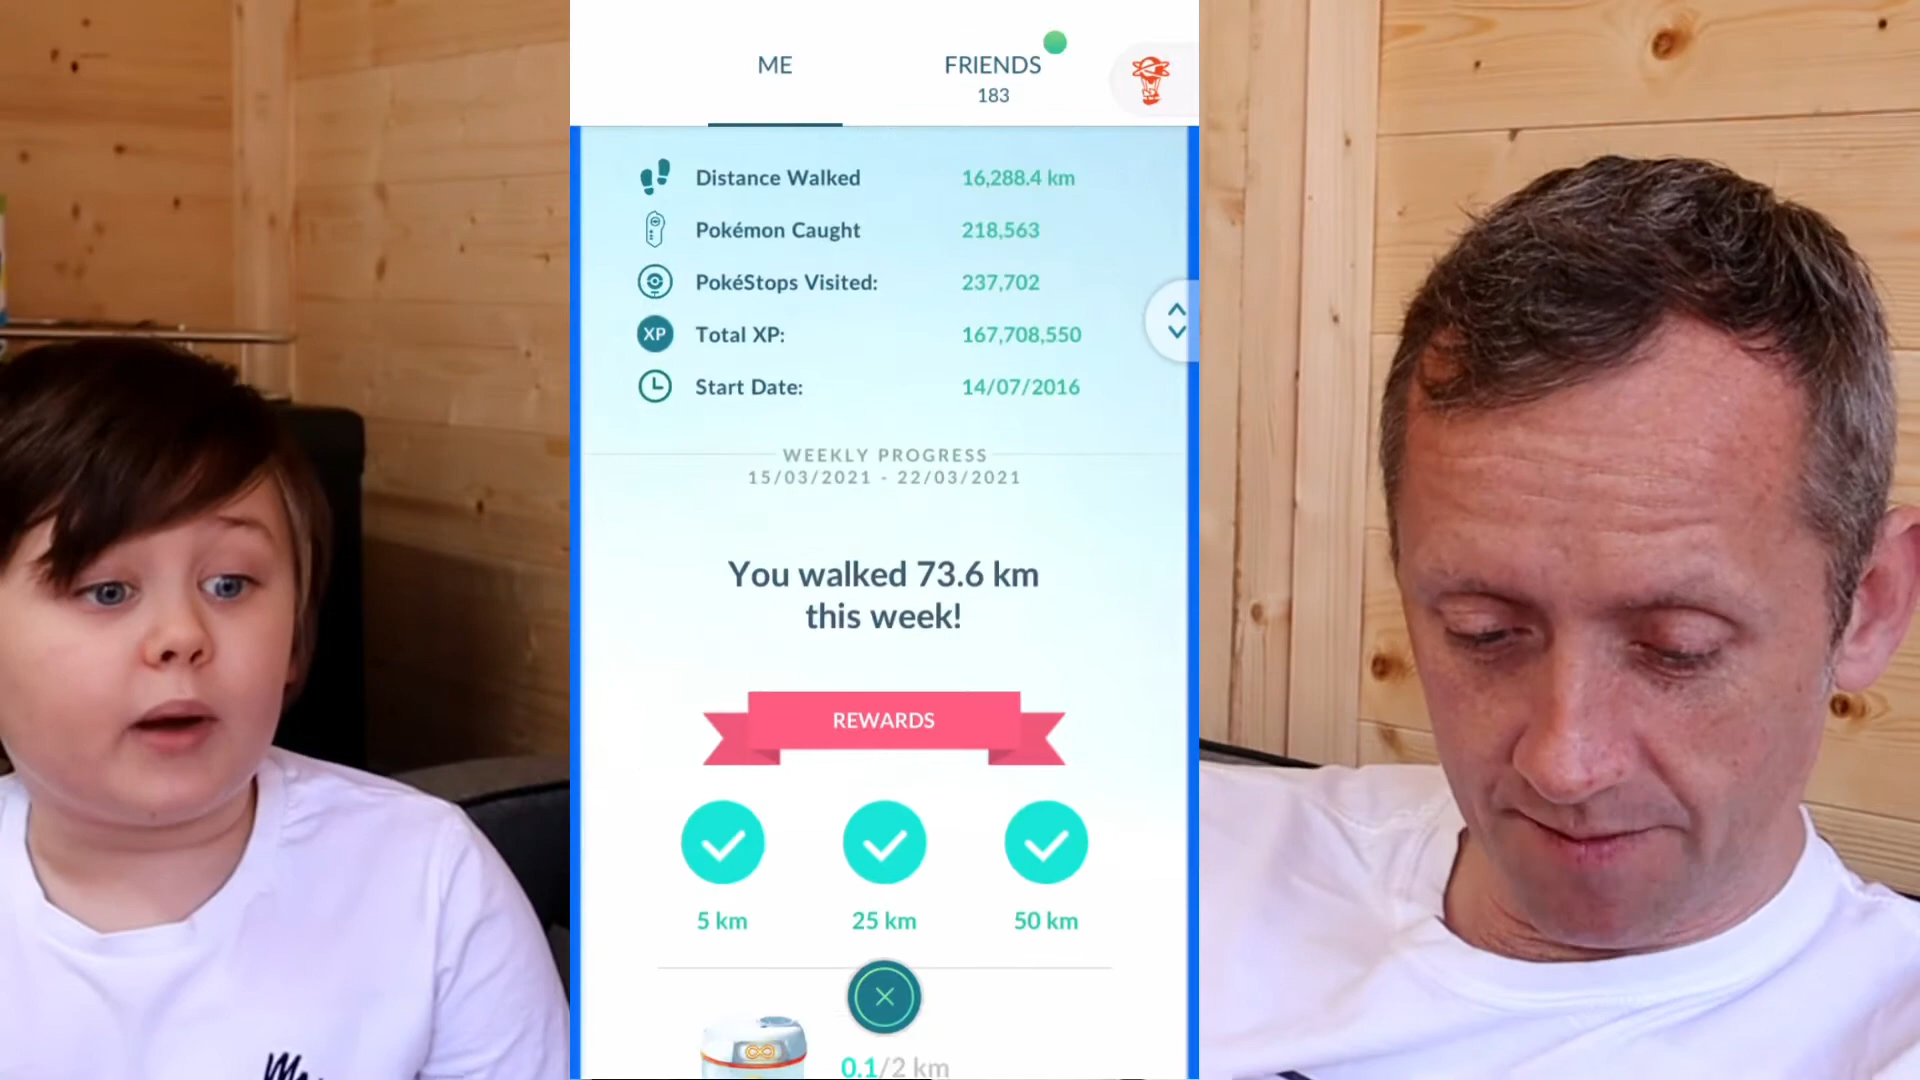 ME
FRIENDS
183
Distance Walked 16,288.4 km
Pokémon Caught 218,563
PokéStops Visited: 237,702
XP Total XP: 167,708,550
Start Date: 14/07/2016
WEEKLY PROGRESS
15/03/2021 - 22/03/2021
You walked 73.6 km
this week!
REWARDS
5 km 25 km 50 km
0.1/2 km